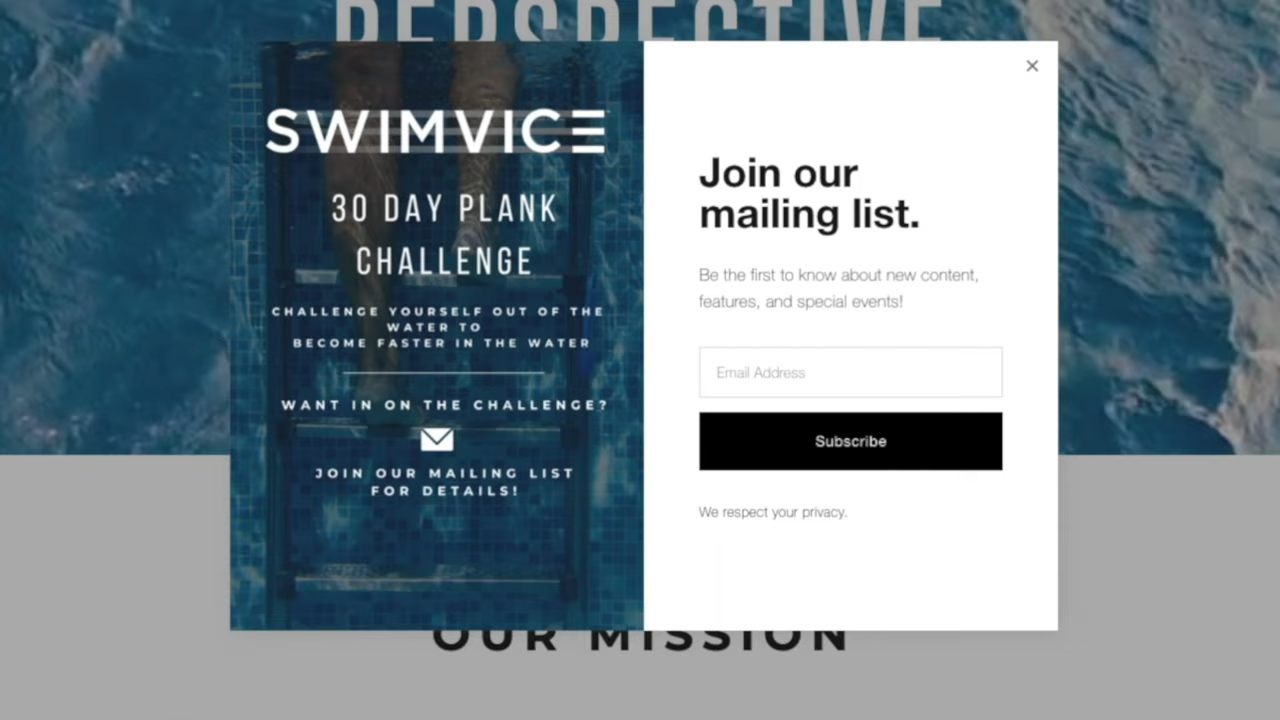 PERSPECTIVE
SWIMVICE
30 DAY PLANK
CHALLENGE
CHALLENGE YOURSELF OUT OF THE
WATER TO
BECOME FASTER IN THE WATER
WANT IN ON THE CHALLENGE?
JOIN OUR MAILING LIST
FOR DETAILS!
Join our
mailing list.
Be the first to know about new content,
features, and special events!
Email Address
Subscribe
We respect your privacy.
OUR MISSION